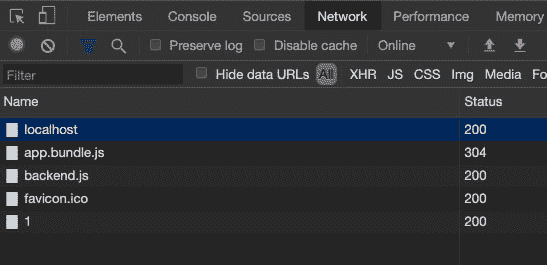 Elements Console Sources Network Performance Memory
Preserve log Disable cache Online
Filter Hide data URLs All XHR JS CSS Img Media Fo
Name Status
localhost 200
app.bundle.js 304
backend.js 200
favicon.ico 200
1 200